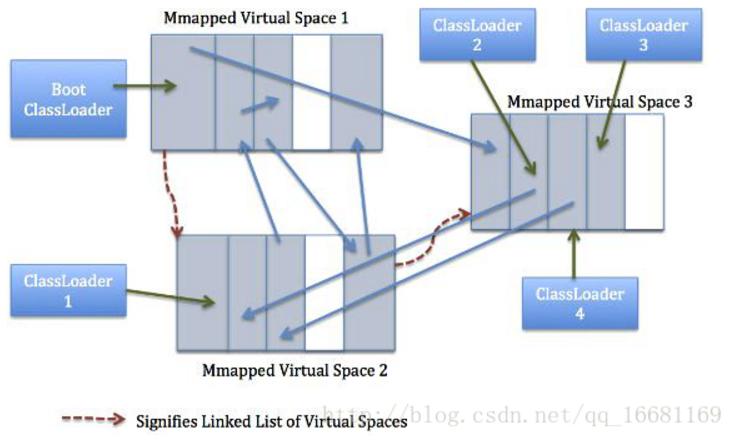 Mmapped Virtual Space 1
ClassLoader
2
ClassLoader
3
Boot
ClassLoader
Mmapped Virtual Space 3
ClassLoader
1
ClassLoader
4
Mmapped Virtual Space 2
Signifies Linked List of Virtual Spaces
http://blog.csdn.net/qq_16681169